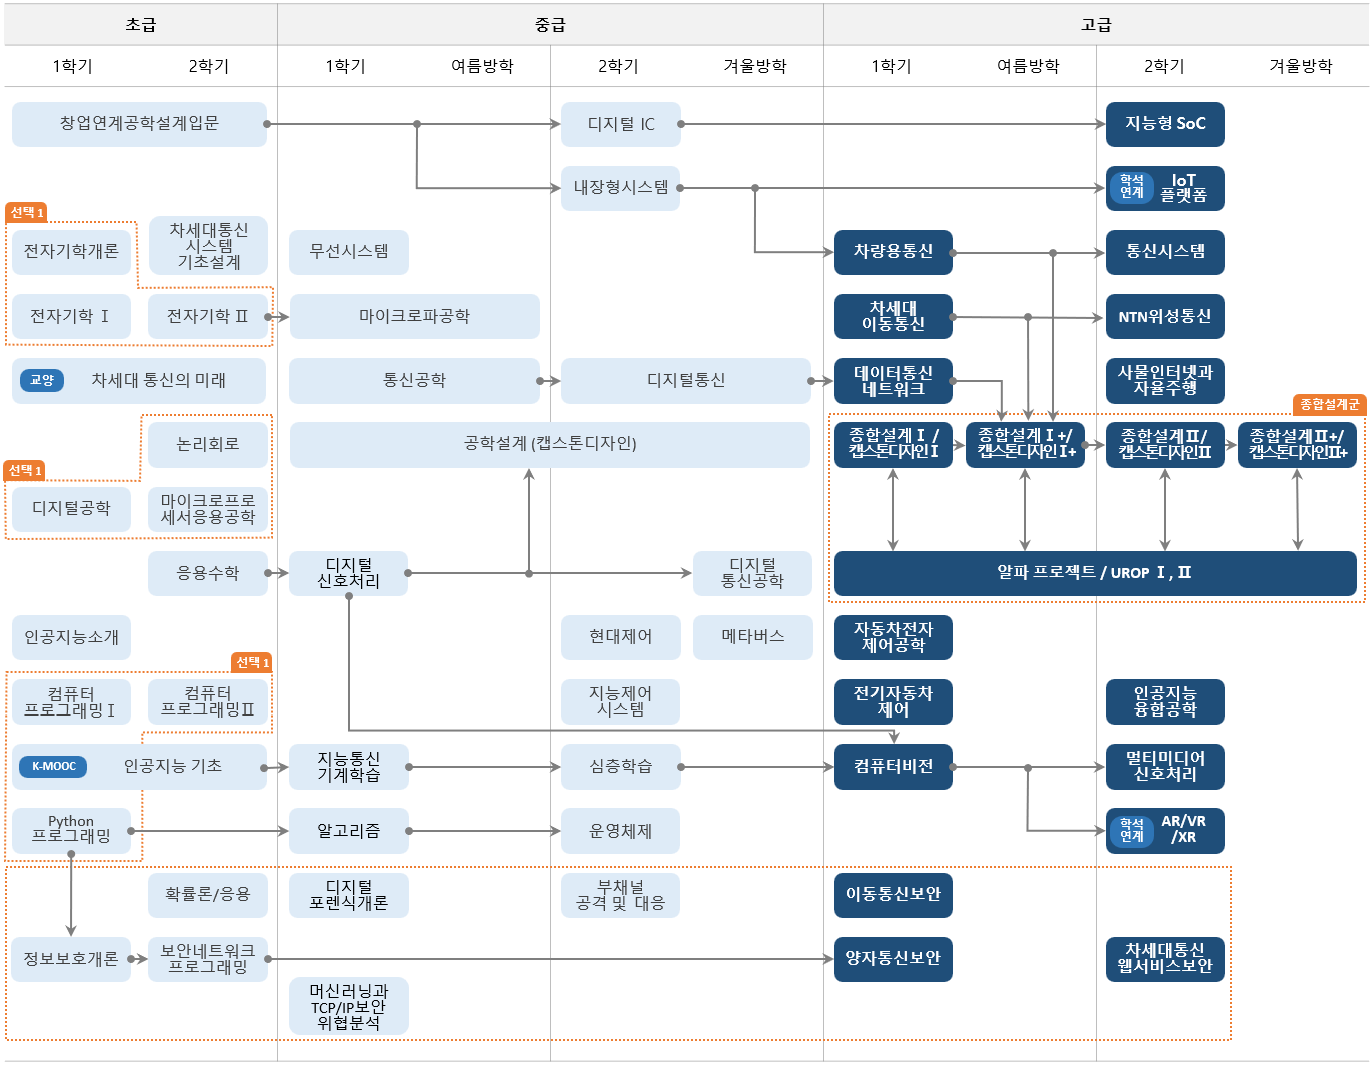 초급 중급 고급
1학기 2학기 1학기 여름방학 2학기 겨울방학 1학기 여름방학 2학기 겨울방학
창업연계공학설계입문 디지털 IC 지능형 SoC
내장형시스템 학석
연계 IoT
플랫폼
선택 1
전자기학개론 차세대통신
시스템
기초설계 무선시스템 차량용통신 통신시스템
전자기학 Ⅰ 전자기학 Ⅱ 마이크로파공학 차세대
이동통신 NTN위성통신
교양 차세대 통신의 미래 통신공학 디지털통신 데이터통신
네트워크 사물인터넷과
자율주행
종합설계군
논리회로 공학설계 (캡스톤디자인) 종합설계Ⅰ/
캡스톤디자인Ⅰ 종합설계Ⅰ+/
캡스톤디자인Ⅰ+ 종합설계Ⅱ/
캡스톤디자인Ⅱ 종합설계Ⅱ+/
캡스톤디자인Ⅱ+
선택 1
디지털공학 마이크로프로
세서응용공학
응용수학 디지털
신호처리 디지털
통신공학 알파 프로젝트 / UROP Ⅰ, Ⅱ
인공지능소개 현대제어 메타버스 자동차전자
제어공학
선택 1
컴퓨터
프로그래밍Ⅰ 컴퓨터
프로그래밍Ⅱ 지능제어
시스템 전기자동차
제어 인공지능
융합공학
K-MOOC 인공지능 기초 지능통신
기계학습 심층학습 컴퓨터비전 멀티미디어
신호처리
Python
프로그래밍 알고리즘 운영체제 학석
연계 AR/VR
/XR
확률론/응용 디지털
포렌식개론 부채널
공격 및 대응 이동통신보안
정보보호개론 보안네트워크
프로그래밍 양자통신보안 차세대통신
웹서비스보안
머신러닝과
TCP/IP보안
위협분석